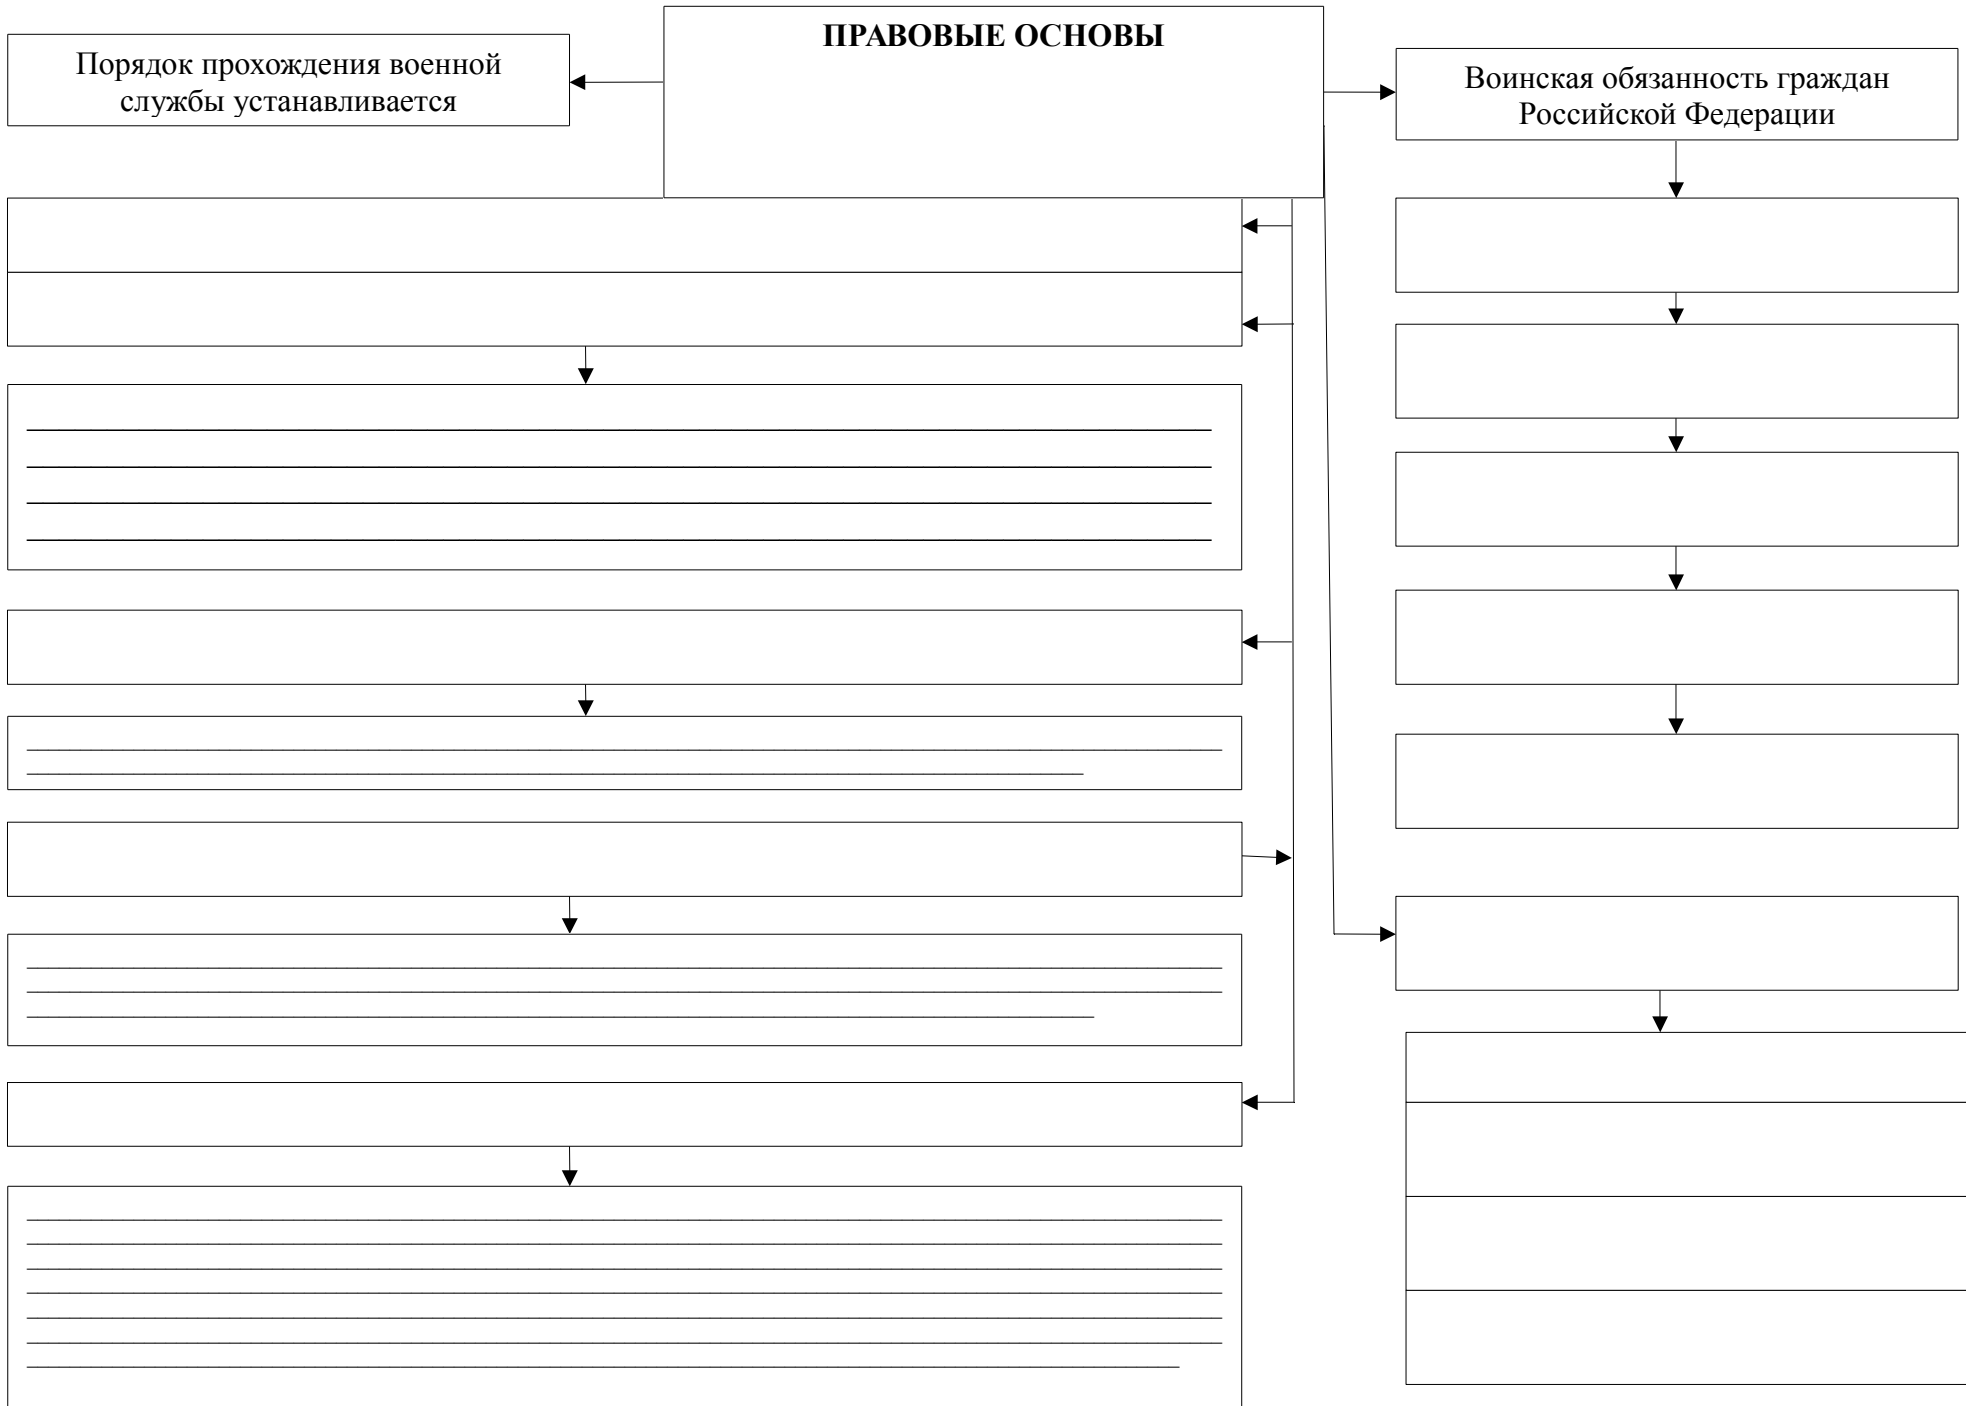 ПРАВОВЫЕ ОСНОВЫ
Порядок прохождения военной
службы устанавливается
Воинская обязанность граждан
Российской Федерации